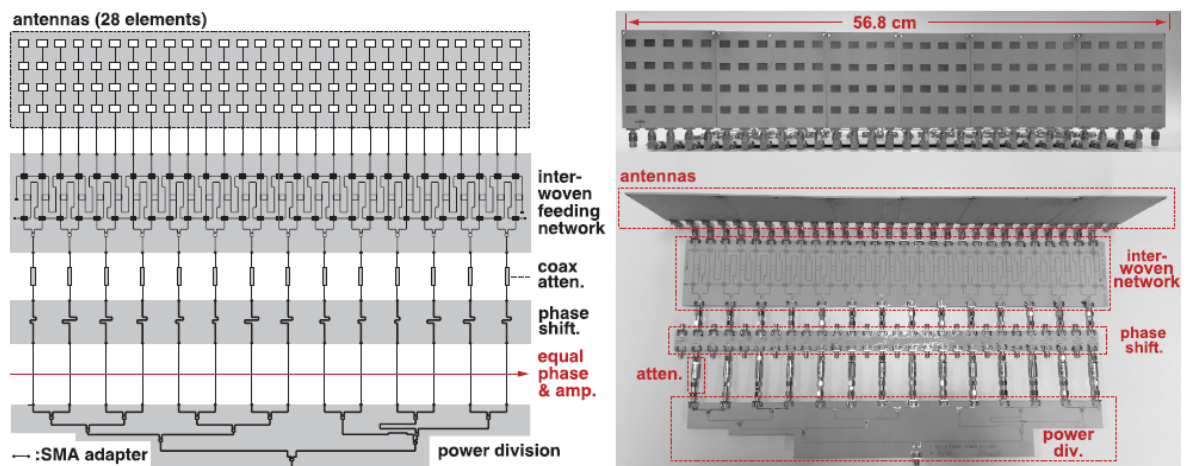 antennas (28 elements)
inter-
woven
feeding
network
coax
atten.
phase
shift.
equal
phase
& amp.
power division
:SMA adapter
56.8 cm
antennas
inter-
woven
network
phase
shift.
atten.
power
div.